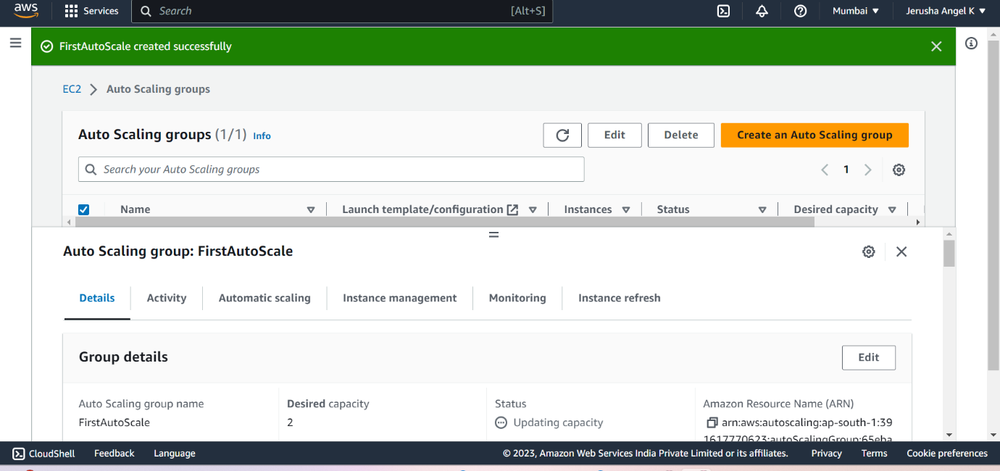 aws Services Search [Alt+S] Mumbai Jerusha Angel K
FirstAutoScale created successfully
EC2 Auto Scaling groups
Auto Scaling groups (1/1) Info Edit Delete Create an Auto Scaling group
Search your Auto Scaling groups 1
Name Launch template/configuration Instances Status Desired capacity
Auto Scaling group: FirstAutoScale
Details Activity Automatic scaling Instance management Monitoring Instance refresh
Group details Edit
Auto Scaling group name Desired capacity Status Amazon Resource Name (ARN)
FirstAutoScale 2 Updating capacity arn:aws:autoscaling:ap-south-1:39
1617770623:autoScalingGroup:65eba
CloudShell Feedback Language © 2023, Amazon Web Services India Private Limited or its affiliates. Privacy Terms Cookie preferences